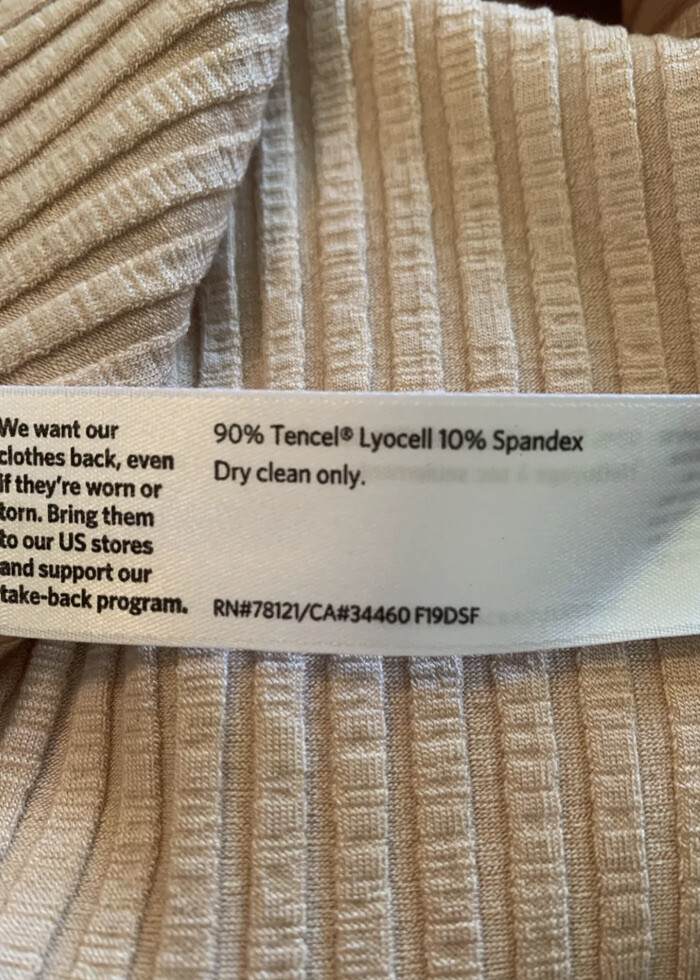 We want our
clothes back, even
if they're worn or
torn. Bring them
to our US stores
and support our
take-back program.
90% Tencel® Lyocell 10% Spandex
Dry clean only.
RN#78121/CA#34460 F19DSF